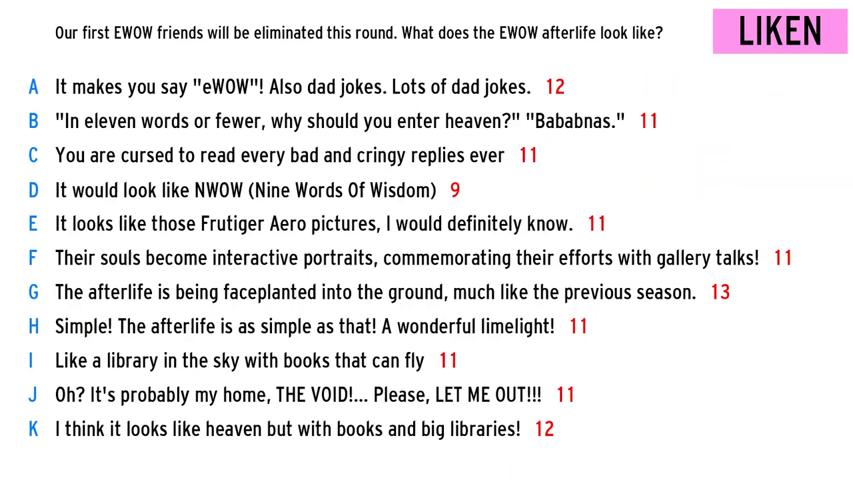 Our first EWOW friends will be eliminated this round. What does the EWOW afterlife look like?
LIKEN
A It makes you say "eWOW"! Also dad jokes. Lots of dad jokes. 12
B "In eleven words or fewer, why should you enter heaven?" "Bababnas." 11
C You are cursed to read every bad and cringy replies ever 11
D It would look like NWOW (Nine Words Of Wisdom) 9
E It looks like those Frutiger Aero pictures, I would definitely know. 11
F Their souls become interactive portraits, commemorating their efforts with gallery talks! 11
G The afterlife is being faceplanted into the ground, much like the previous season. 13
H Simple! The afterlife is as simple as that! A wonderful limelight! 11
I Like a library in the sky with books that can fly 11
J Oh? It's probably my home, THE VOID!... Please, LET ME OUT!!! 11
K I think it looks like heaven but with books and big libraries! 12